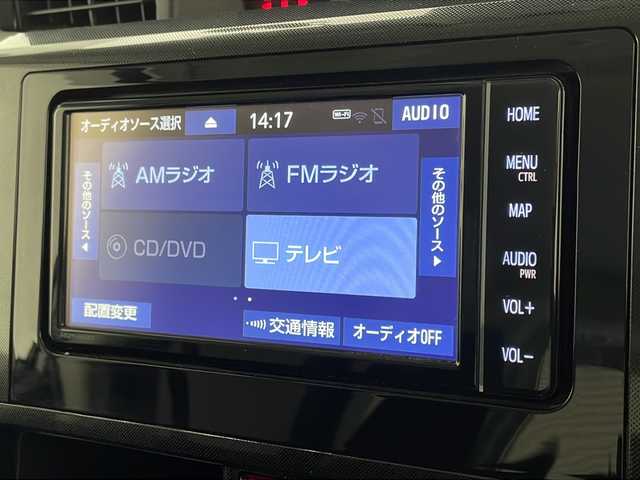 オーディオソース選択
14:17
Wi-Fi
AUDIO
その他のソース
AMラジオ
FMラジオ
その他のソース
CD/DVD
テレビ
配置変更
交通情報
オーディオOFF
HOME
MENU
CTRL
MAP
AUDIO
PWR
VOL+
VOL-